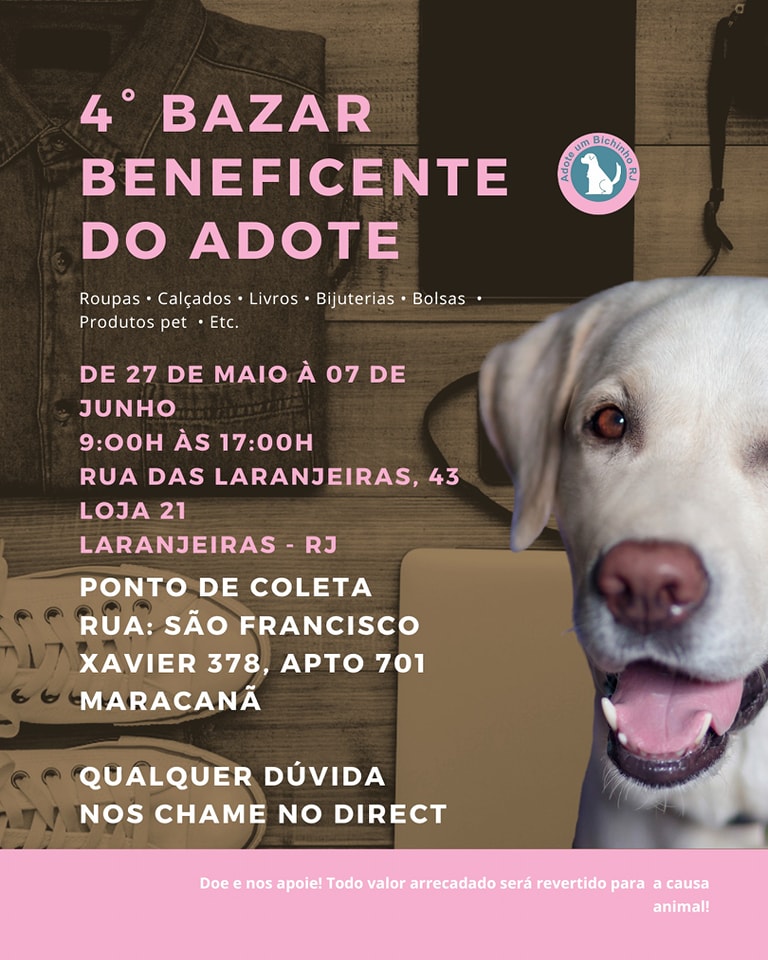 4° BAZAR
BENEFICENTE
DO ADOTE
Adote um Bichinho RJ
Roupas • Calçados • Livros • Bijuterias • Bolsas •
Produtos pet • Etc.
DE 27 DE MAIO À 07 DE
JUNHO
9:00H ÀS 17:00H
RUA DAS LARANJEIRAS, 43
LOJA 21
LARANJEIRAS - RJ
PONTO DE COLETA
RUA: SÃO FRANCISCO
XAVIER 378, APTO 701
MARACANÃ
QUALQUER DÚVIDA
NOS CHAME NO DIRECT
Doe e nos apoie! Todo valor arrecadado será revertido para a causa
animal!